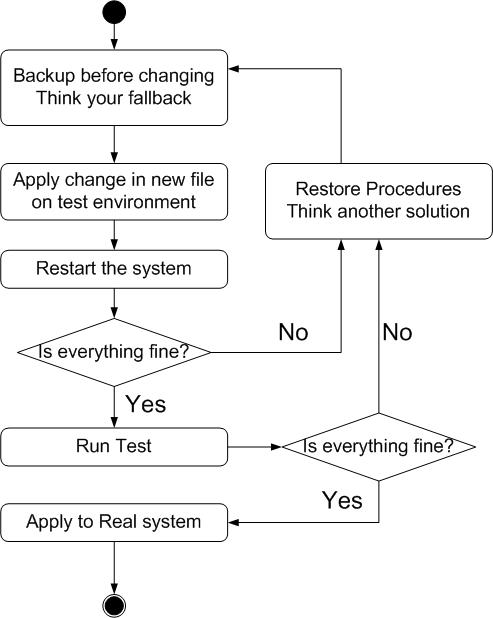 Backup before changing
Think your fallback
Apply change in new file
on test environment
Restore Procedures
Think another solution
Restart the system
Is everything fine?
No
No
Yes
Run Test
Is everything fine?
Yes
Apply to Real system